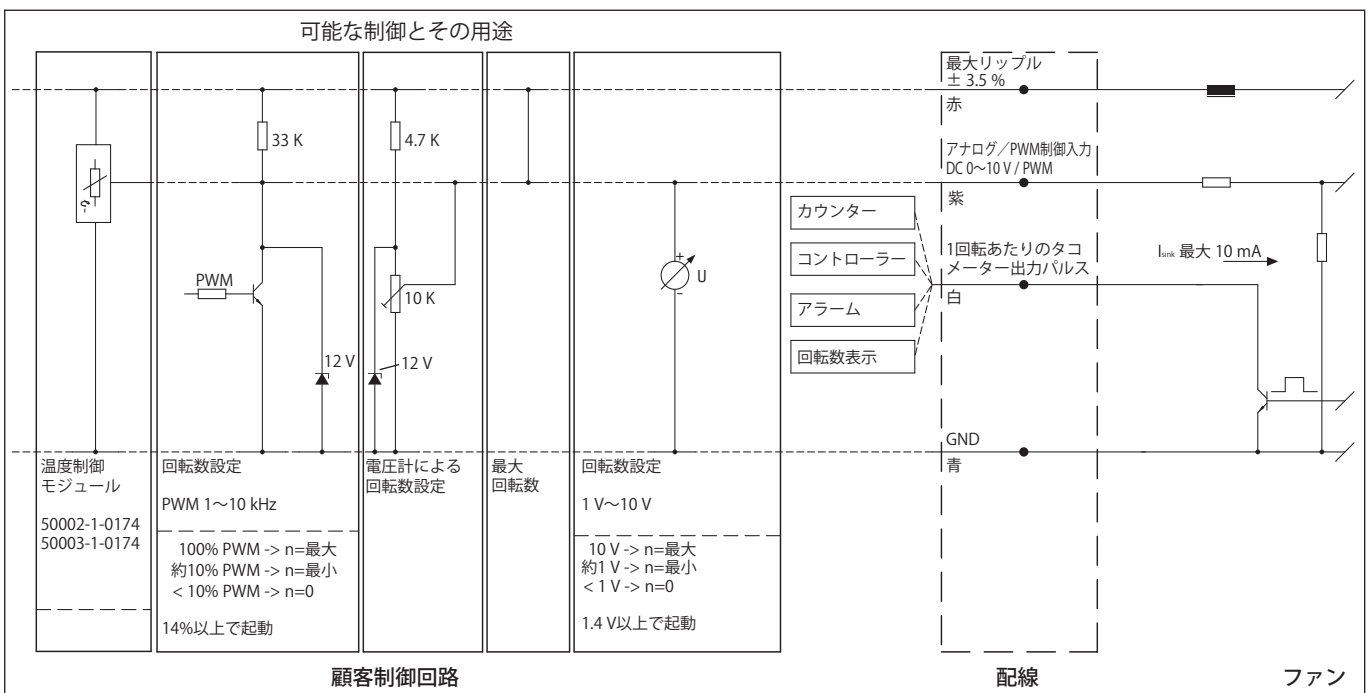 可能な制御とその用途
33 K
PWM
12 V
4.7 K
10 K
12 V
+
U
−
カウンター
コントローラー
アラーム
回転数表示
最大リップル
± 3.5 %
赤
アナログ／PWM制御入力
DC 0～10 V / PWM
紫
1回転あたりのタコ
メーター出力パルス
白
Isink 最大 10 mA
GND
青
温度制御
モジュール
50002-1-0174
50003-1-0174
回転数設定
PWM 1～10 kHz
100% PWM -> n=最大
約10% PWM -> n=最小
< 10% PWM -> n=0
14%以上で起動
電圧計による
回転数設定
最大
回転数
回転数設定
1 V～10 V
10 V -> n=最大
約1 V -> n=最小
< 1 V -> n=0
1.4 V以上で起動
顧客制御回路
配線
ファン